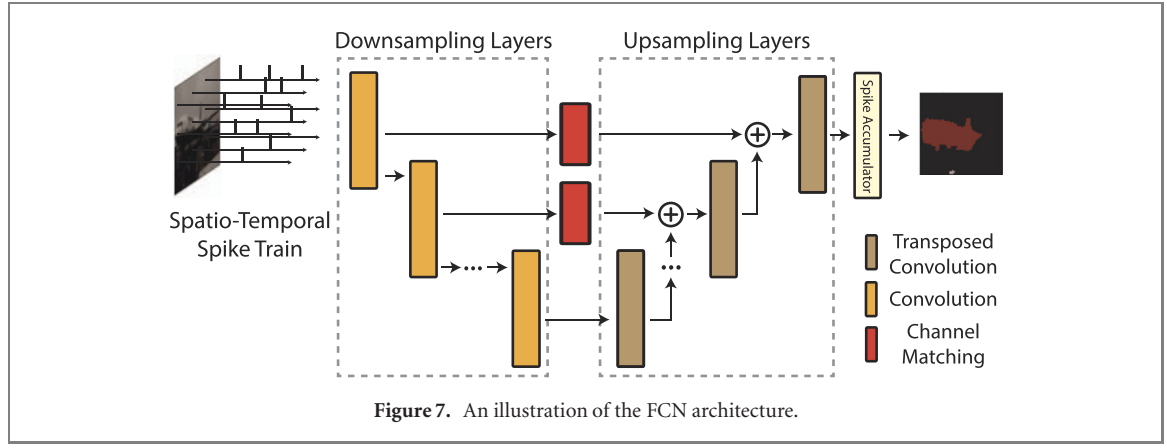 Downsampling Layers
Upsampling Layers
Spike Accumulator
Spatio-Temporal
Spike Train
...
...
Transposed
Convolution
Convolution
Channel
Matching
Figure 7. An illustration of the FCN architecture.